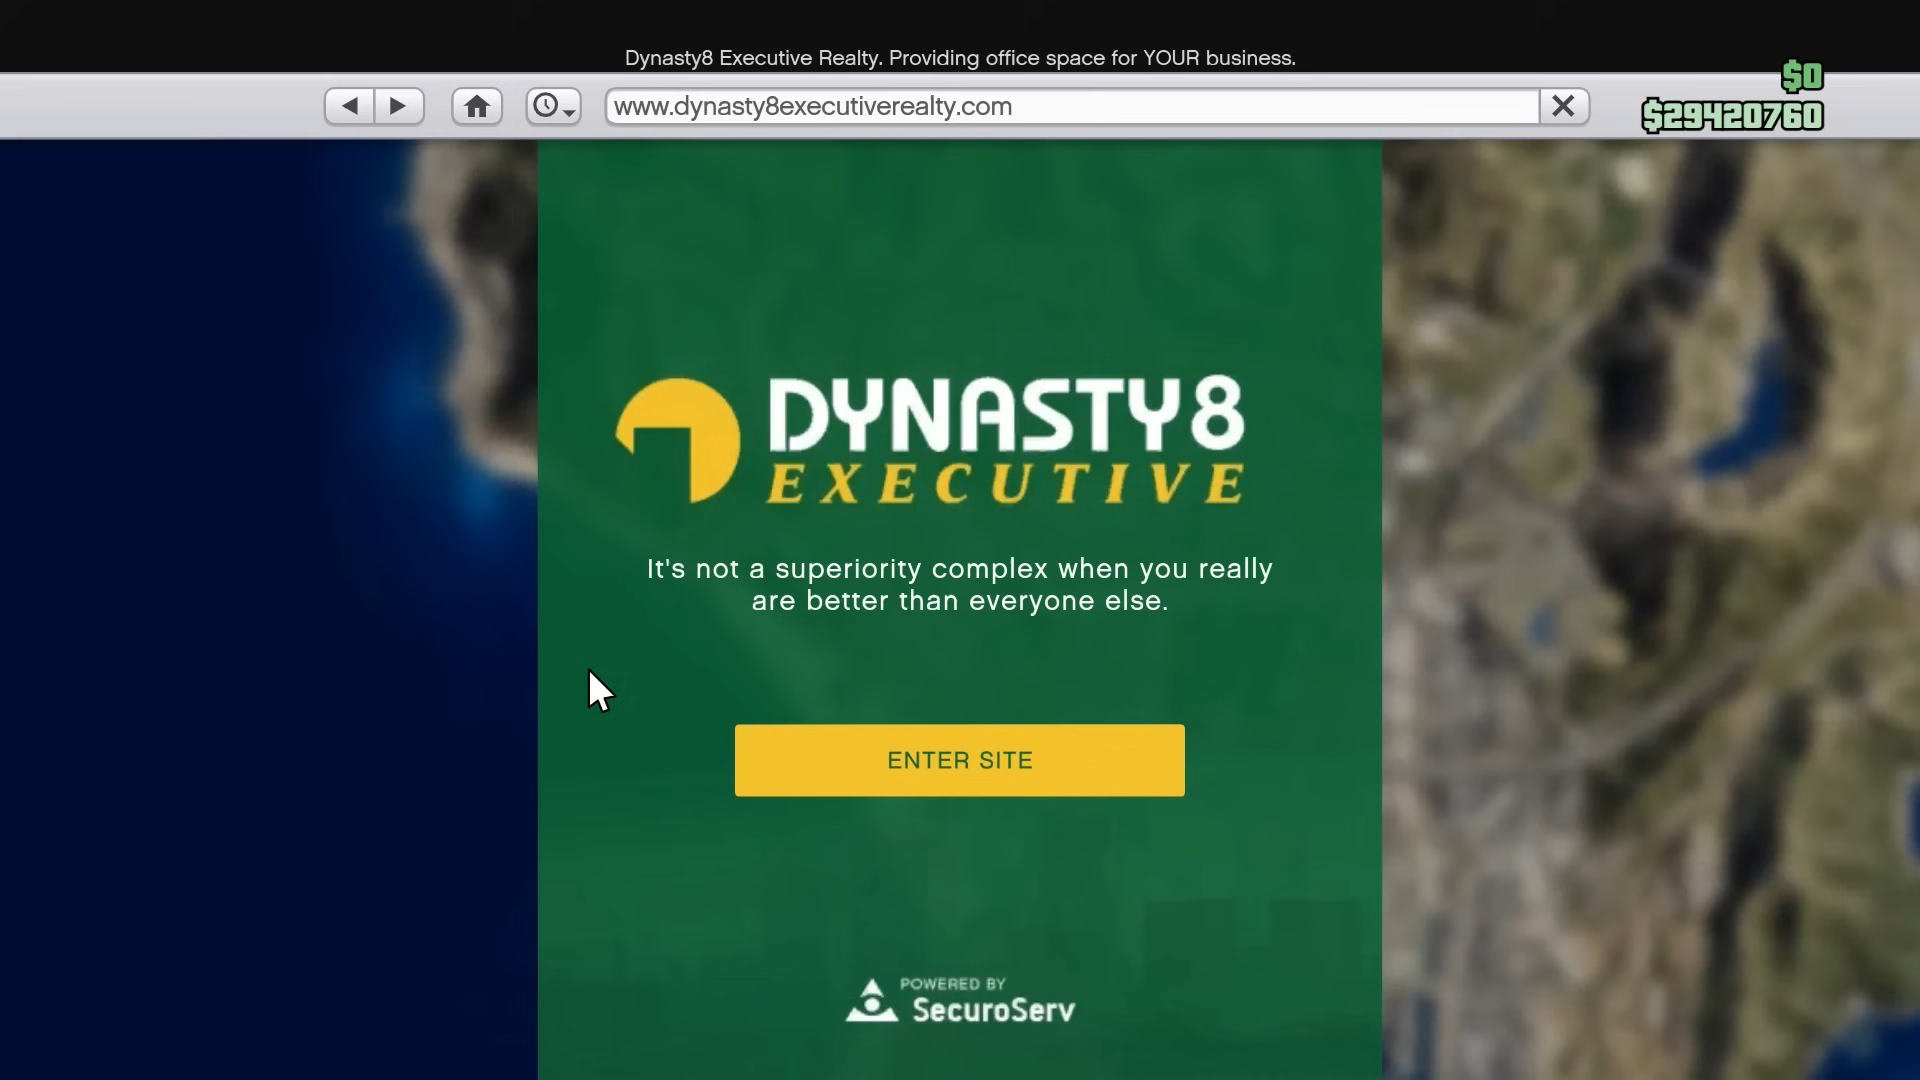 Dynasty8 Executive Realty. Providing office space for YOUR business.
$0
www.dynasty8executiverealty.com
$29420760
DYNASTY8
EXECUTIVE
It's not a superiority complex when you really
are better than everyone else.
ENTER SITE
POWERED BY
SecuroServ